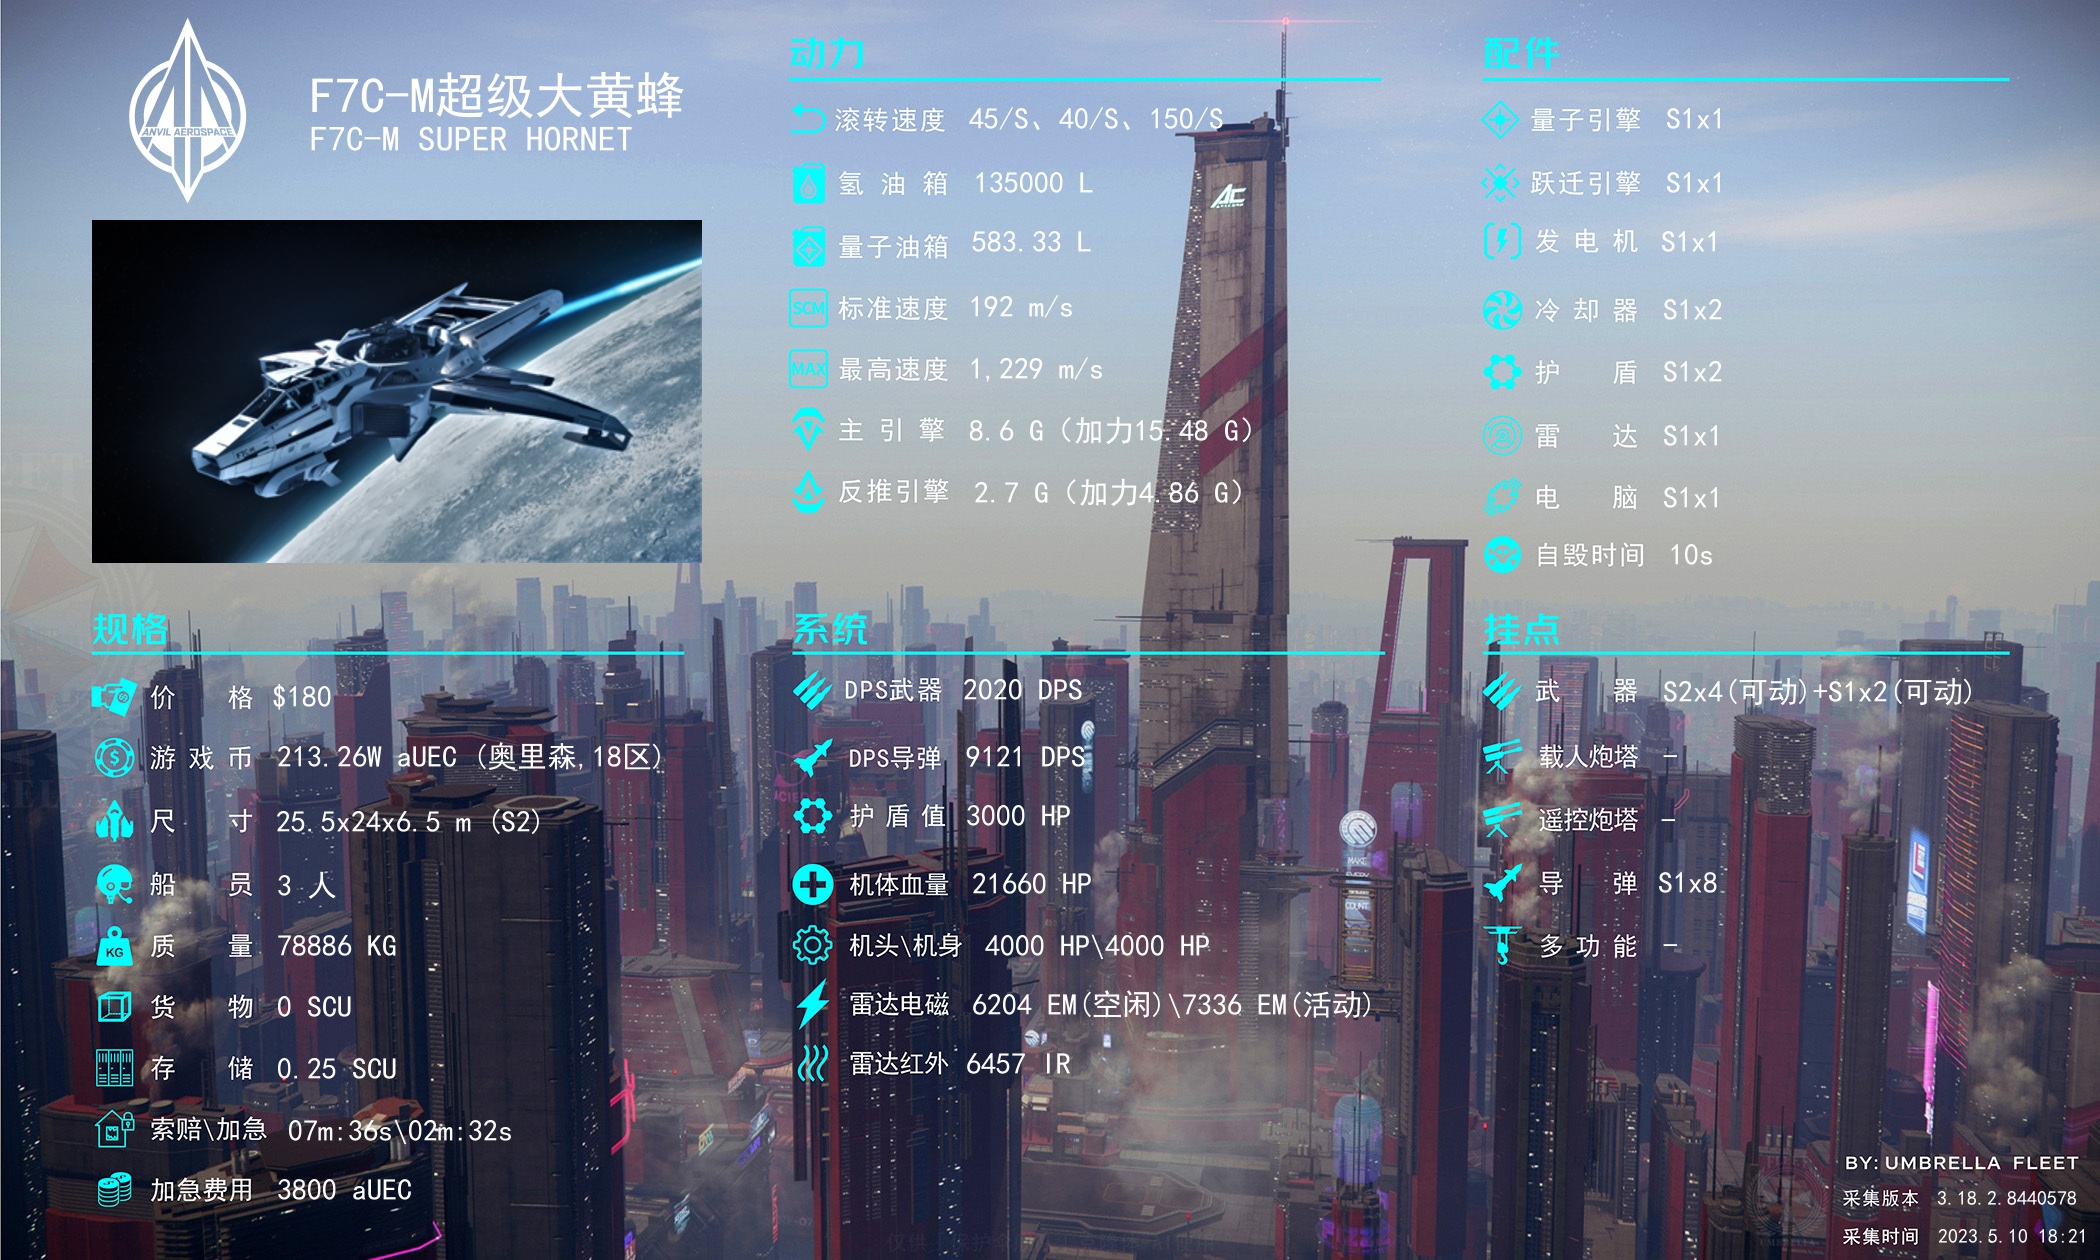 ANVIL AEROSPACE
F7C-M超级大黄蜂
F7C-M SUPER HORNET
动力
滚转速度 45/S、40/S、150/S
氢油箱 135000 L
量子油箱 583.33 L
SCM 标准速度 192 m/s
MAX 最高速度 1,229 m/s
主引擎 8.6 G（加力15.48 G）
反推引擎 2.7 G（加力4.86 G）
配件
量子引擎 S1x1
跃迁引擎 S1x1
发电机 S1x1
冷却器 S1x2
护盾 S1x2
雷达 S1x1
电脑 S1x1
自毁时间 10s
AC
规格
价格 $180
游戏币 213.26W aUEC (奥里森,18区)
尺寸 25.5x24x6.5 m (S2)
船员 3 人
KG 质量 78886 KG
货物 0 SCU
存储 0.25 SCU
索赔\加急 07m:36s\02m:32s
加急费用 3800 aUEC
系统
DPS武器 2020 DPS
DPS导弹 9121 DPS
护盾值 3000 HP
机体血量 21660 HP
机头\机身 4000 HP\4000 HP
雷达电磁 6204 EM(空闲)\7336 EM(活动)
雷达红外 6457 IR
挂点
武器 S2x4(可动)+S1x2(可动)
载人炮塔 -
遥控炮塔 -
导弹 S1x8
多功能 -
MAKE
EVERY
COUNT
BY: UMBRELLA FLEET
采集版本 3.18.2.8440578
采集时间 2023.5.10 18:21